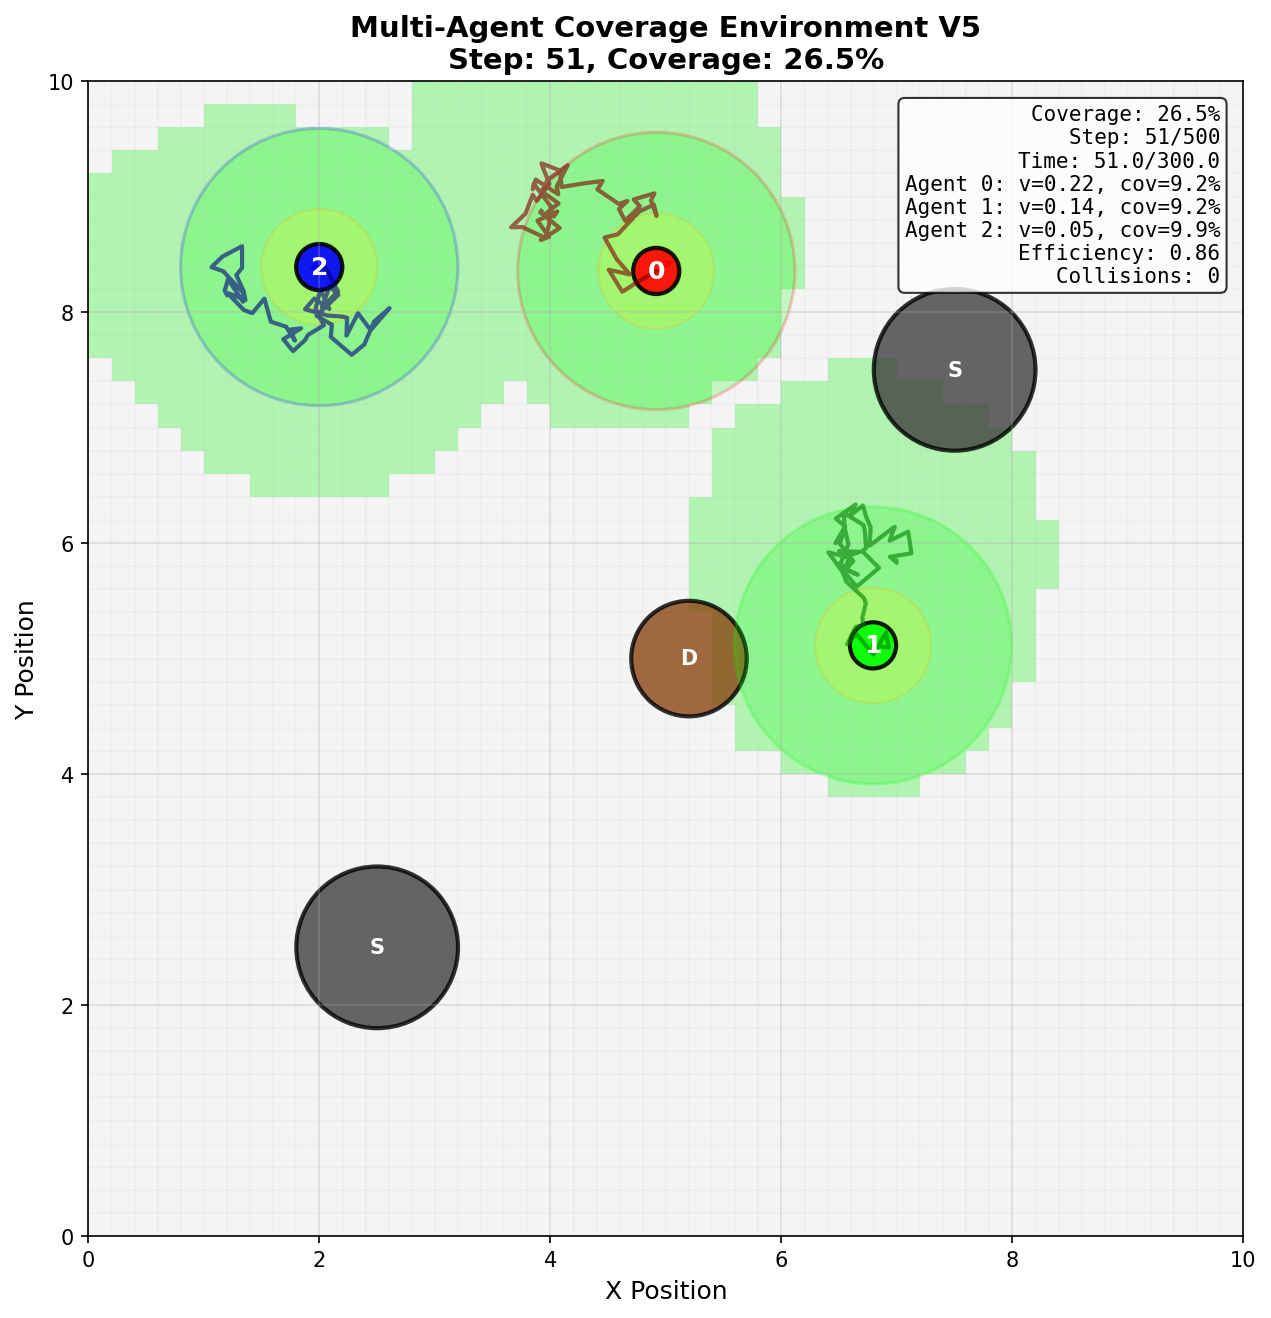 Multi-Agent Coverage Environment V5
Step: 51, Coverage: 26.5%
Coverage: 26.5%
Step: 51/500
Time: 51.0/300.0
Agent 0: v=0.22, cov=9.2%
Agent 1: v=0.14, cov=9.2%
Agent 2: v=0.05, cov=9.9%
Efficiency: 0.86
Collisions: 0
2
0
S
1
D
S
Y Position
10
8
6
4
2
0
0
2
4
6
8
10
X Position